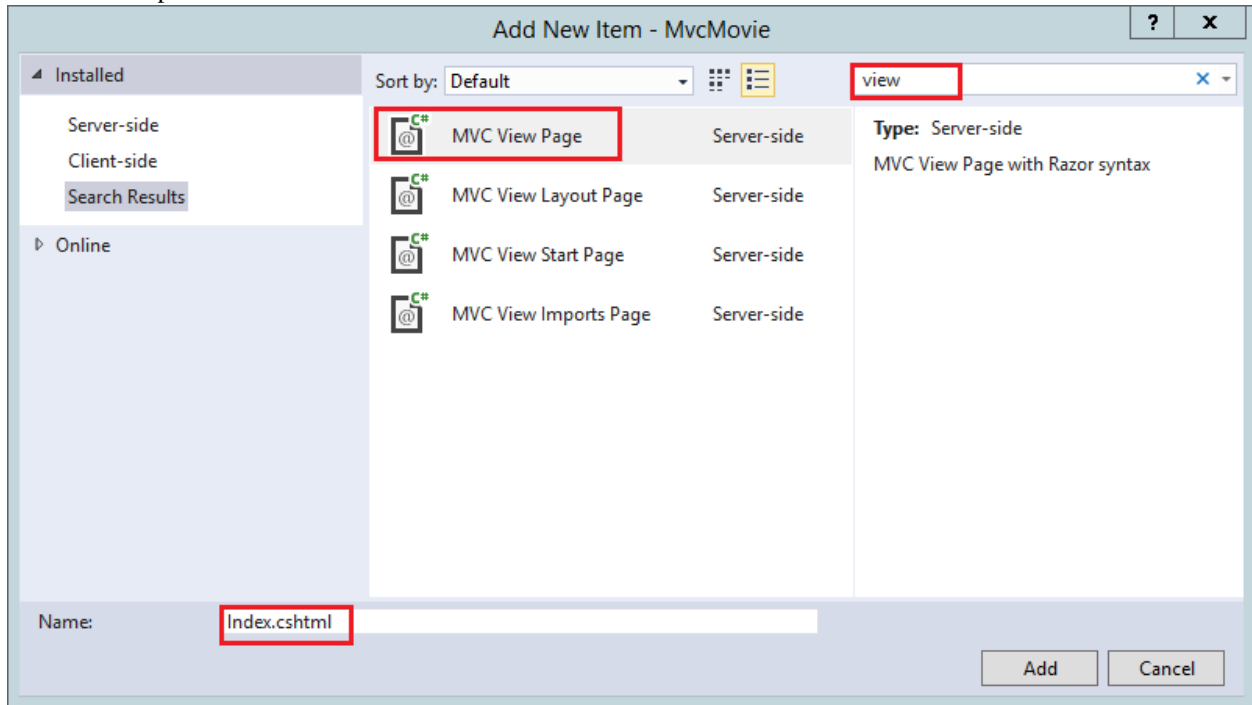 Add New Item - MvcMovie
? x
Installed
Sort by: Default
view
Server-side
Client-side
Search Results
Online
C# @ MVC View Page Server-side
C# @ MVC View Layout Page Server-side
C# @ MVC View Start Page Server-side
C# @ MVC View Imports Page Server-side
Type: Server-side
MVC View Page with Razor syntax
Name: Index.cshtml
Add Cancel